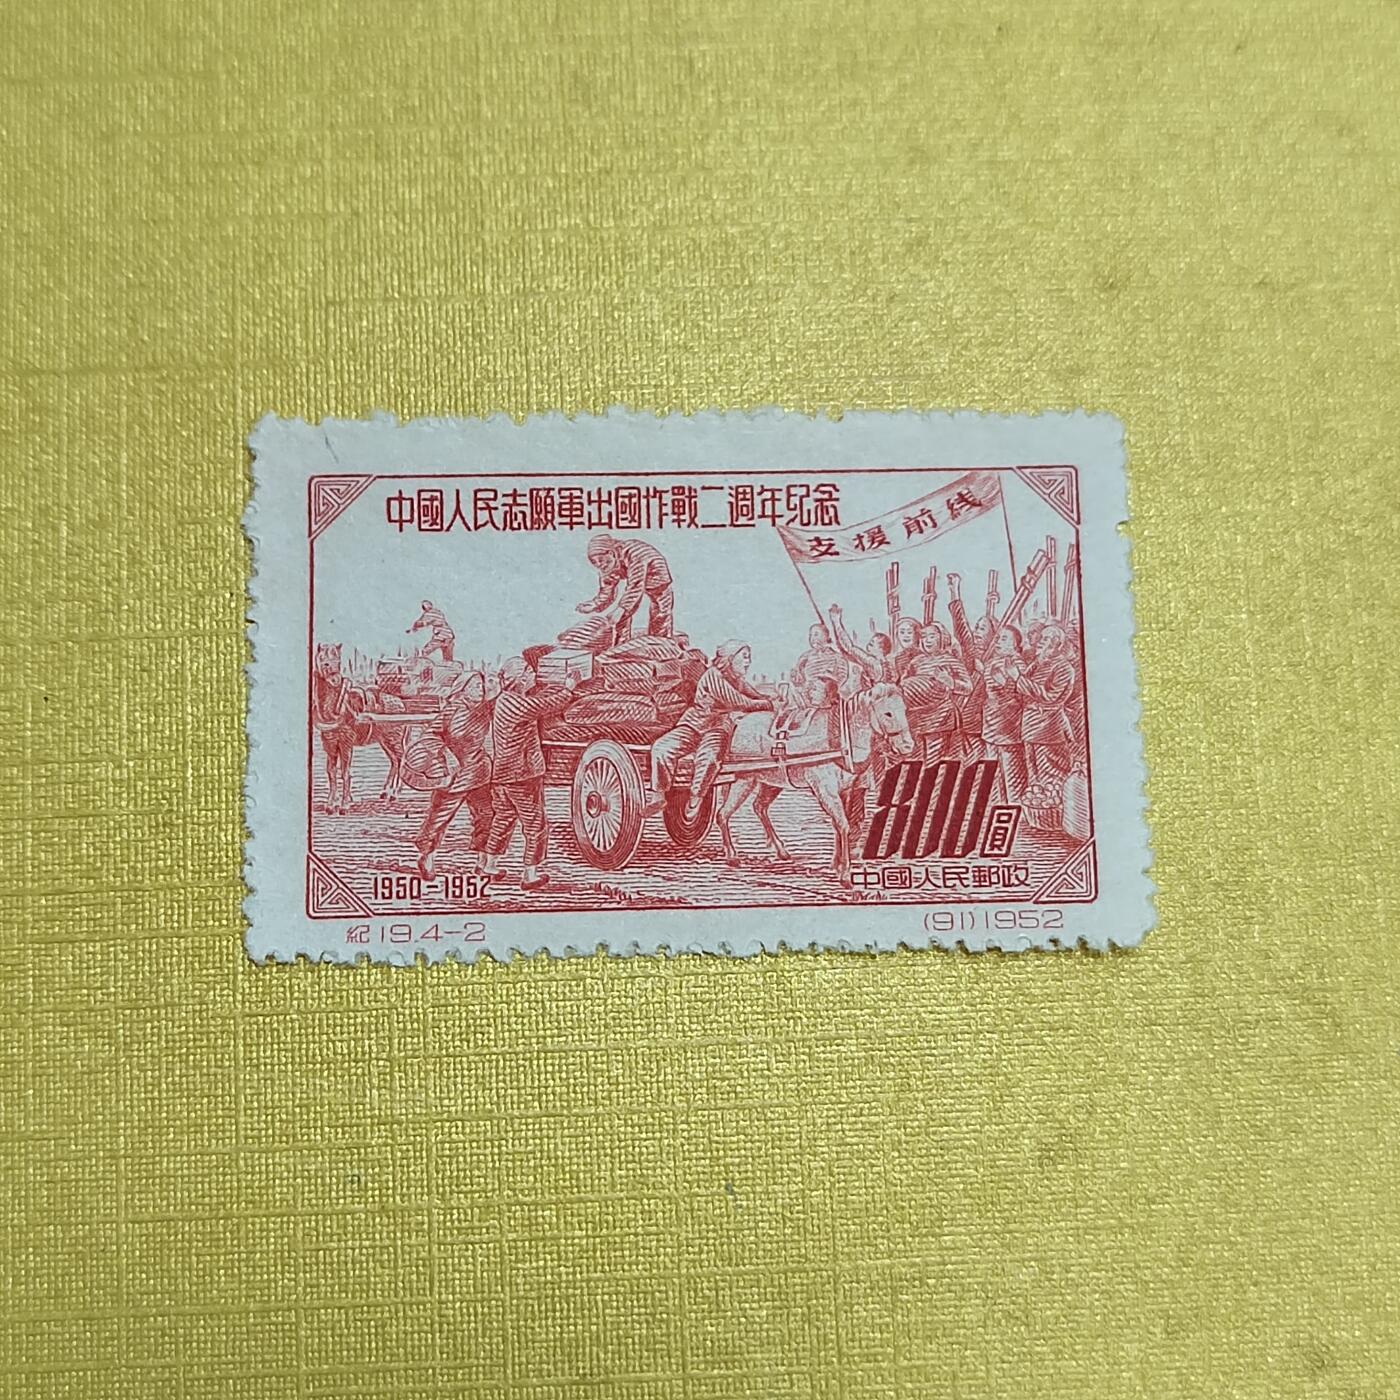 中國人民志願軍出國作戰二週年紀念
支援前线
800圓
中國人民郵政
1950-1952
紀19.4-2
(91)1952